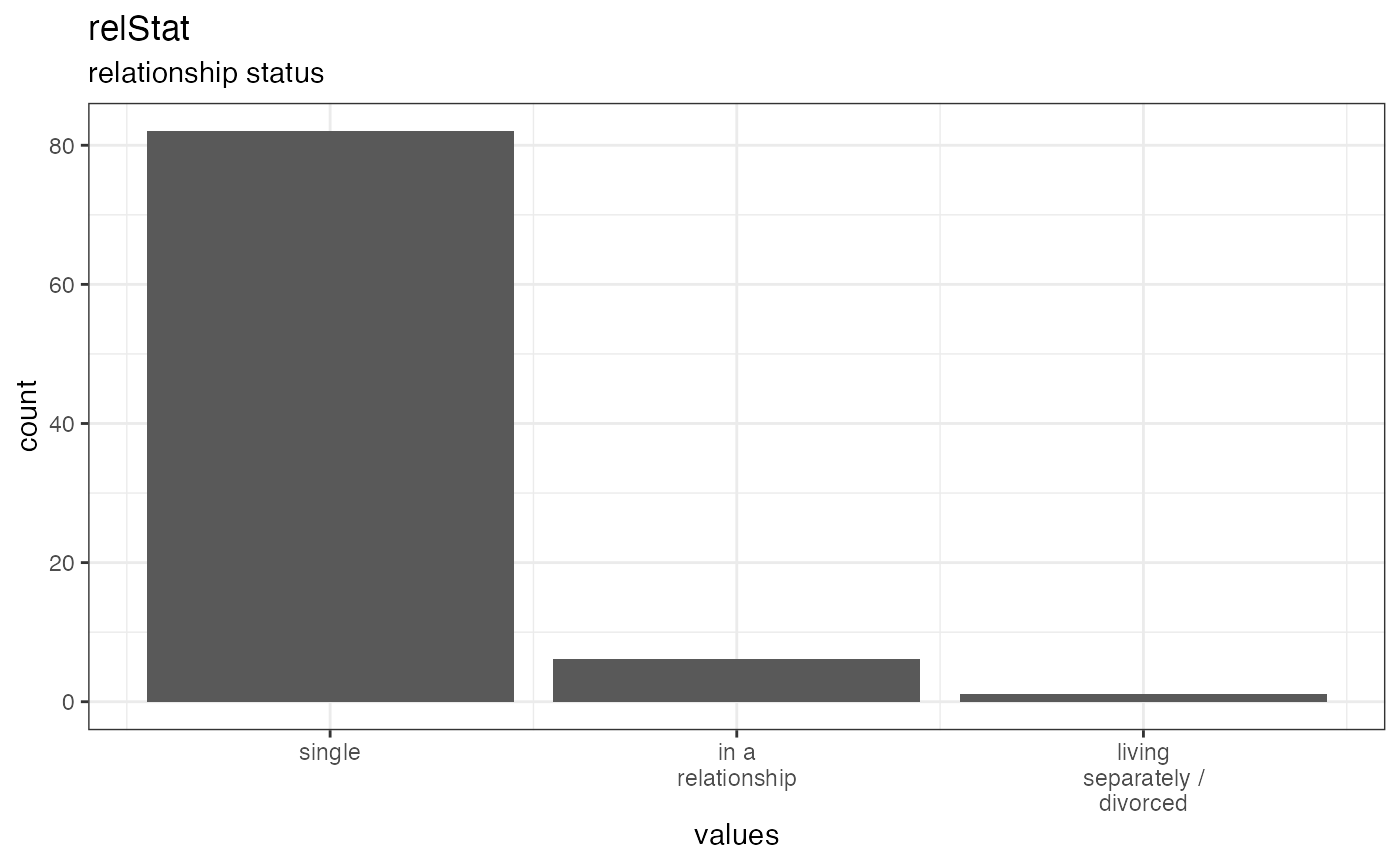 relStat
relationship status
80
60
40
20
0
count
single
in a
relationship
living
separately /
divorced
values